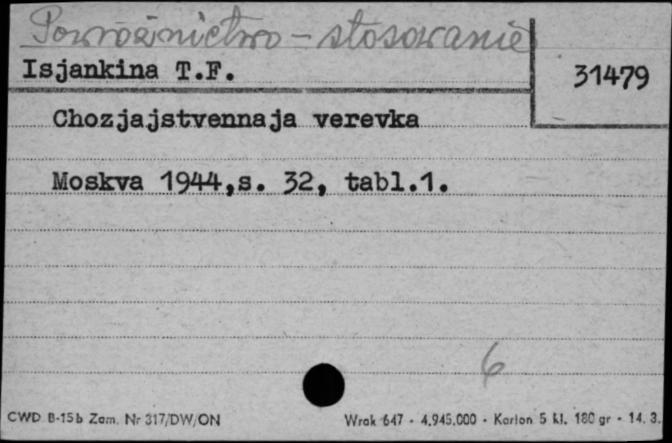 Powroźnictwo - stosowanie
Isjankina T.F.
31479
Chozjajstvennaja verevka
Moskva 1944,s. 32, tabl.1.
6
CWD B-15b Zam. Nr 317/DW/ON
Wrak 647 - 4.945.000 - Karton 5 kl. 180 gr - 14. 3.